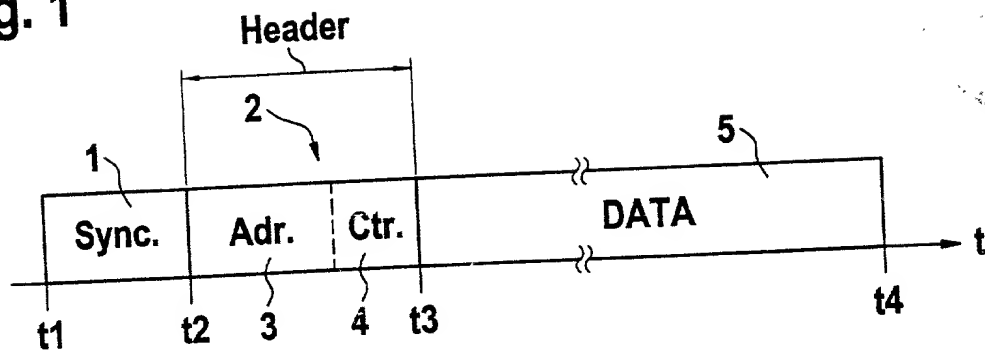 g. 1
Header
2
1
5
Sync. Adr. Ctr. DATA
t
t1 t2 3 4 t3 t4